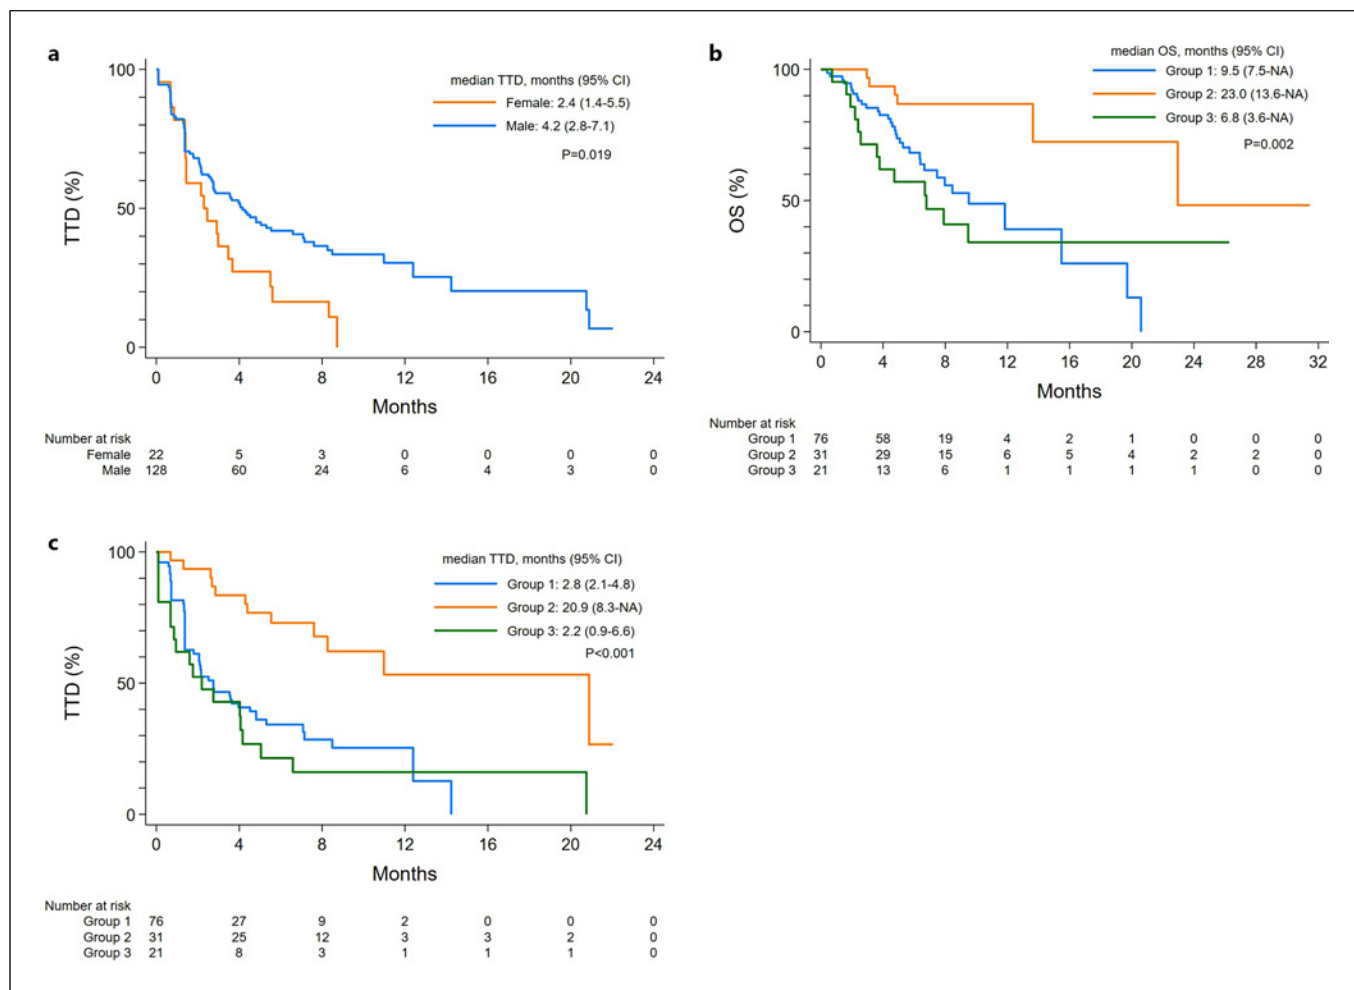 a
median TTD, months (95% CI)
Female: 2.4 (1.4-5.5)
Male: 4.2 (2.8-7.1)
P=0.019
100
50
0
TTD (%)
0 4 8 12 16 20 24
Months
Number at risk
Female 22 5 3 0 0 0 0
Male 128 60 24 6 4 3 0
b
median OS, months (95% CI)
Group 1: 9.5 (7.5-NA)
Group 2: 23.0 (13.6-NA)
Group 3: 6.8 (3.6-NA)
P=0.002
100
50
0
OS (%)
0 4 8 12 16 20 24 28 32
Months
Number at risk
Group 1 76 58 19 4 2 1 0 0 0
Group 2 31 29 15 6 5 4 2 2 0
Group 3 21 13 6 1 1 1 1 0 0
c
median TTD, months (95% CI)
Group 1: 2.8 (2.1-4.8)
Group 2: 20.9 (8.3-NA)
Group 3: 2.2 (0.9-6.6)
P<0.001
100
50
0
TTD (%)
0 4 8 12 16 20 24
Months
Number at risk
Group 1 76 27 9 2 0 0 0
Group 2 31 25 12 3 3 2 0
Group 3 21 8 3 1 1 1 0